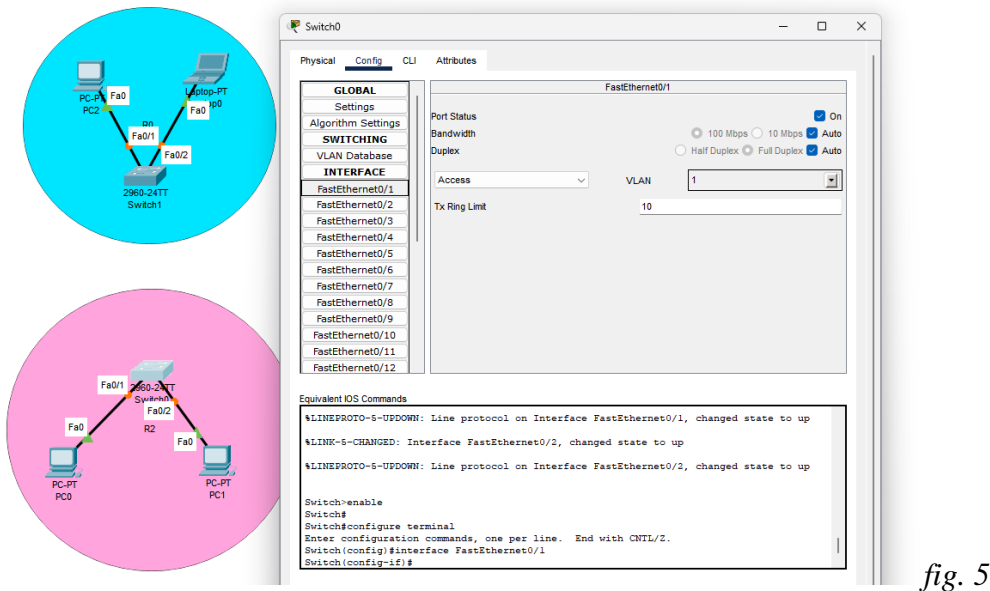 PC-PT
PC2
Fa0
Laptop-PT
Fa0
R0
Fa0/1
Fa0/2
2960-24TT
Switch1
Fa0/1
2960-24TT
Switch0
Fa0/2
R2
Fa0
Fa0
PC-PT
PC0
PC-PT
PC1
Switch0
Physical Config CLI Attributes
GLOBAL
Settings
Algorithm Settings
SWITCHING
VLAN Database
INTERFACE
FastEthernet0/1
FastEthernet0/2
FastEthernet0/3
FastEthernet0/4
FastEthernet0/5
FastEthernet0/6
FastEthernet0/7
FastEthernet0/8
FastEthernet0/9
FastEthernet0/10
FastEthernet0/11
FastEthernet0/12
FastEthernet0/1
Port Status On
Bandwidth 100 Mbps 10 Mbps Auto
Duplex Half Duplex Full Duplex Auto
Access VLAN 1
Tx Ring Limit 10
Equivalent IOS Commands
%LINEPROTO-5-UPDOWN: Line protocol on Interface FastEthernet0/1, changed state to up
%LINK-5-CHANGED: Interface FastEthernet0/2, changed state to up
%LINEPROTO-5-UPDOWN: Line protocol on Interface FastEthernet0/2, changed state to up
Switch>enable
Switch#
Switch#configure terminal
Enter configuration commands, one per line. End with CNTL/Z.
Switch(config)#interface FastEthernet0/1
Switch(config-if)#
fig. 5